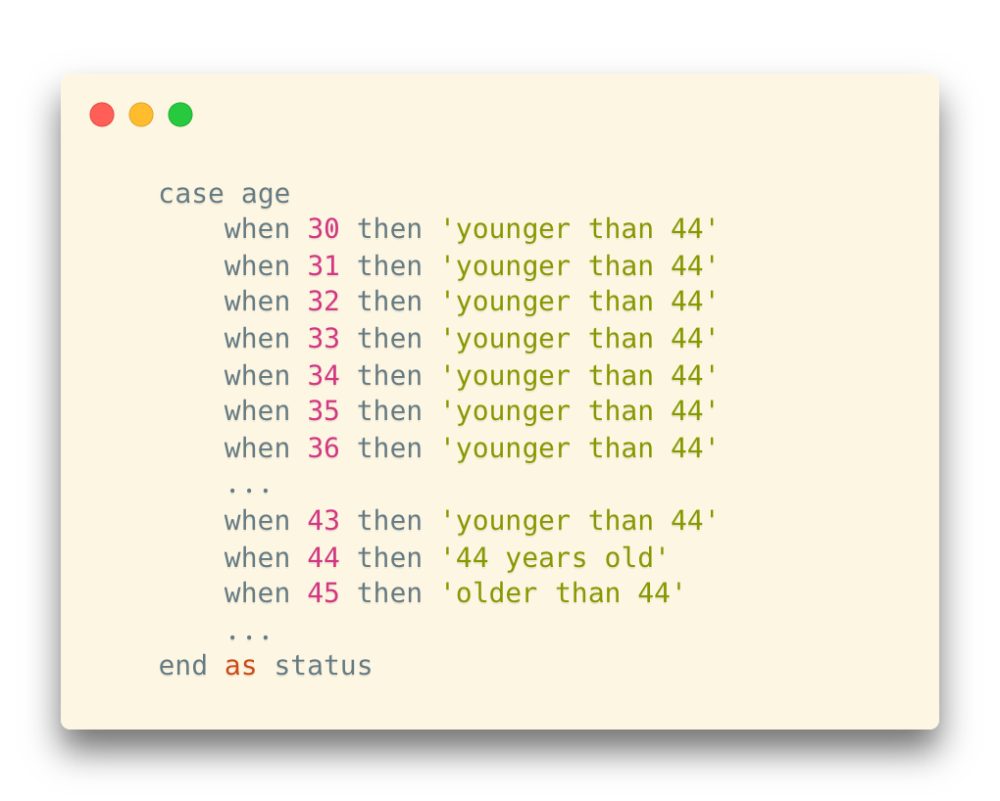 case age
    when 30 then 'younger than 44'
    when 31 then 'younger than 44'
    when 32 then 'younger than 44'
    when 33 then 'younger than 44'
    when 34 then 'younger than 44'
    when 35 then 'younger than 44'
    when 36 then 'younger than 44'
    ...
    when 43 then 'younger than 44'
    when 44 then '44 years old'
    when 45 then 'older than 44'
    ...
end as status